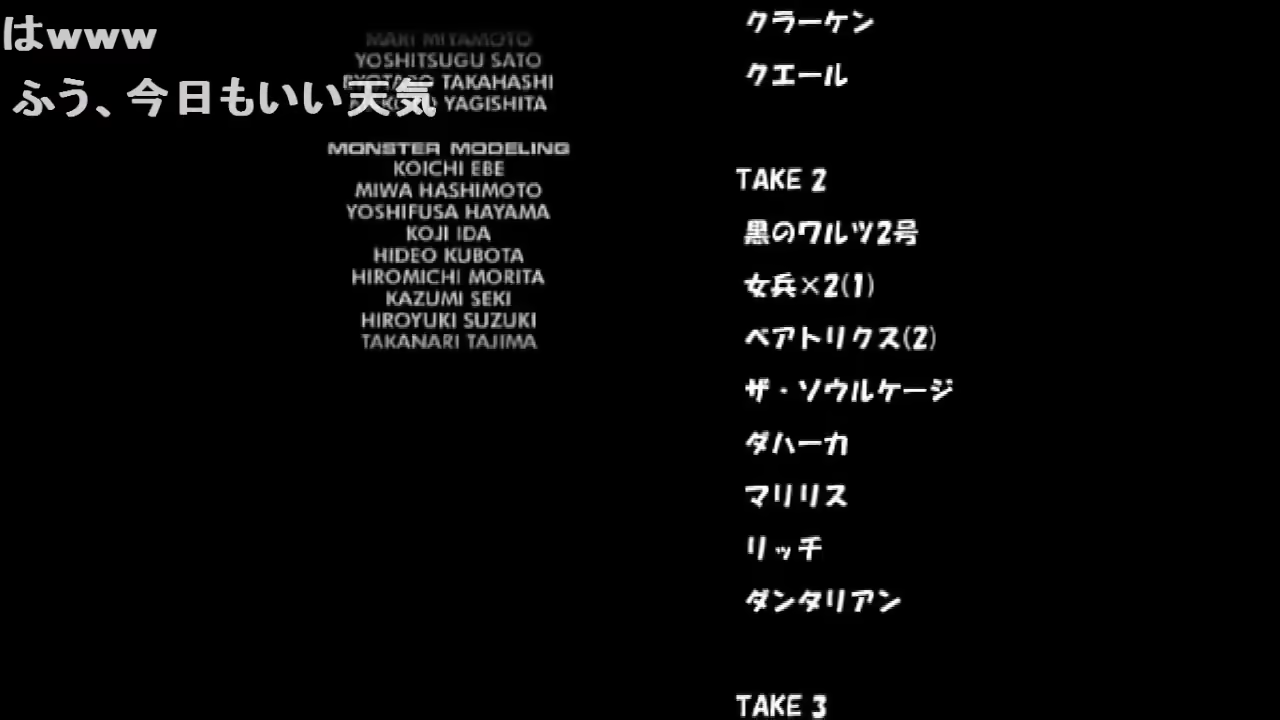 はwww
ふう、今日もいい天気
MARI MIYAMOTO
YOSHITSUGU SATO
RYOTARO TAKAHASHI
YAGISHITA
MONSTER MODELING
KOICHI EBE
MIWA HASHIMOTO
YOSHIFUSA HAYAMA
KOJI IDA
HIDEO KUBOTA
HIROMICHI MORITA
KAZUMI SEKI
HIROYUKI SUZUKI
TAKANARI TAJIMA
クラーケン
クエール
TAKE 2
黒のワルツ2号
女兵×2(1)
ベアトリクス(2)
ザ・ソウルケージ
ダハーカ
マリリス
リッチ
ダンタリアン
TAKE 3